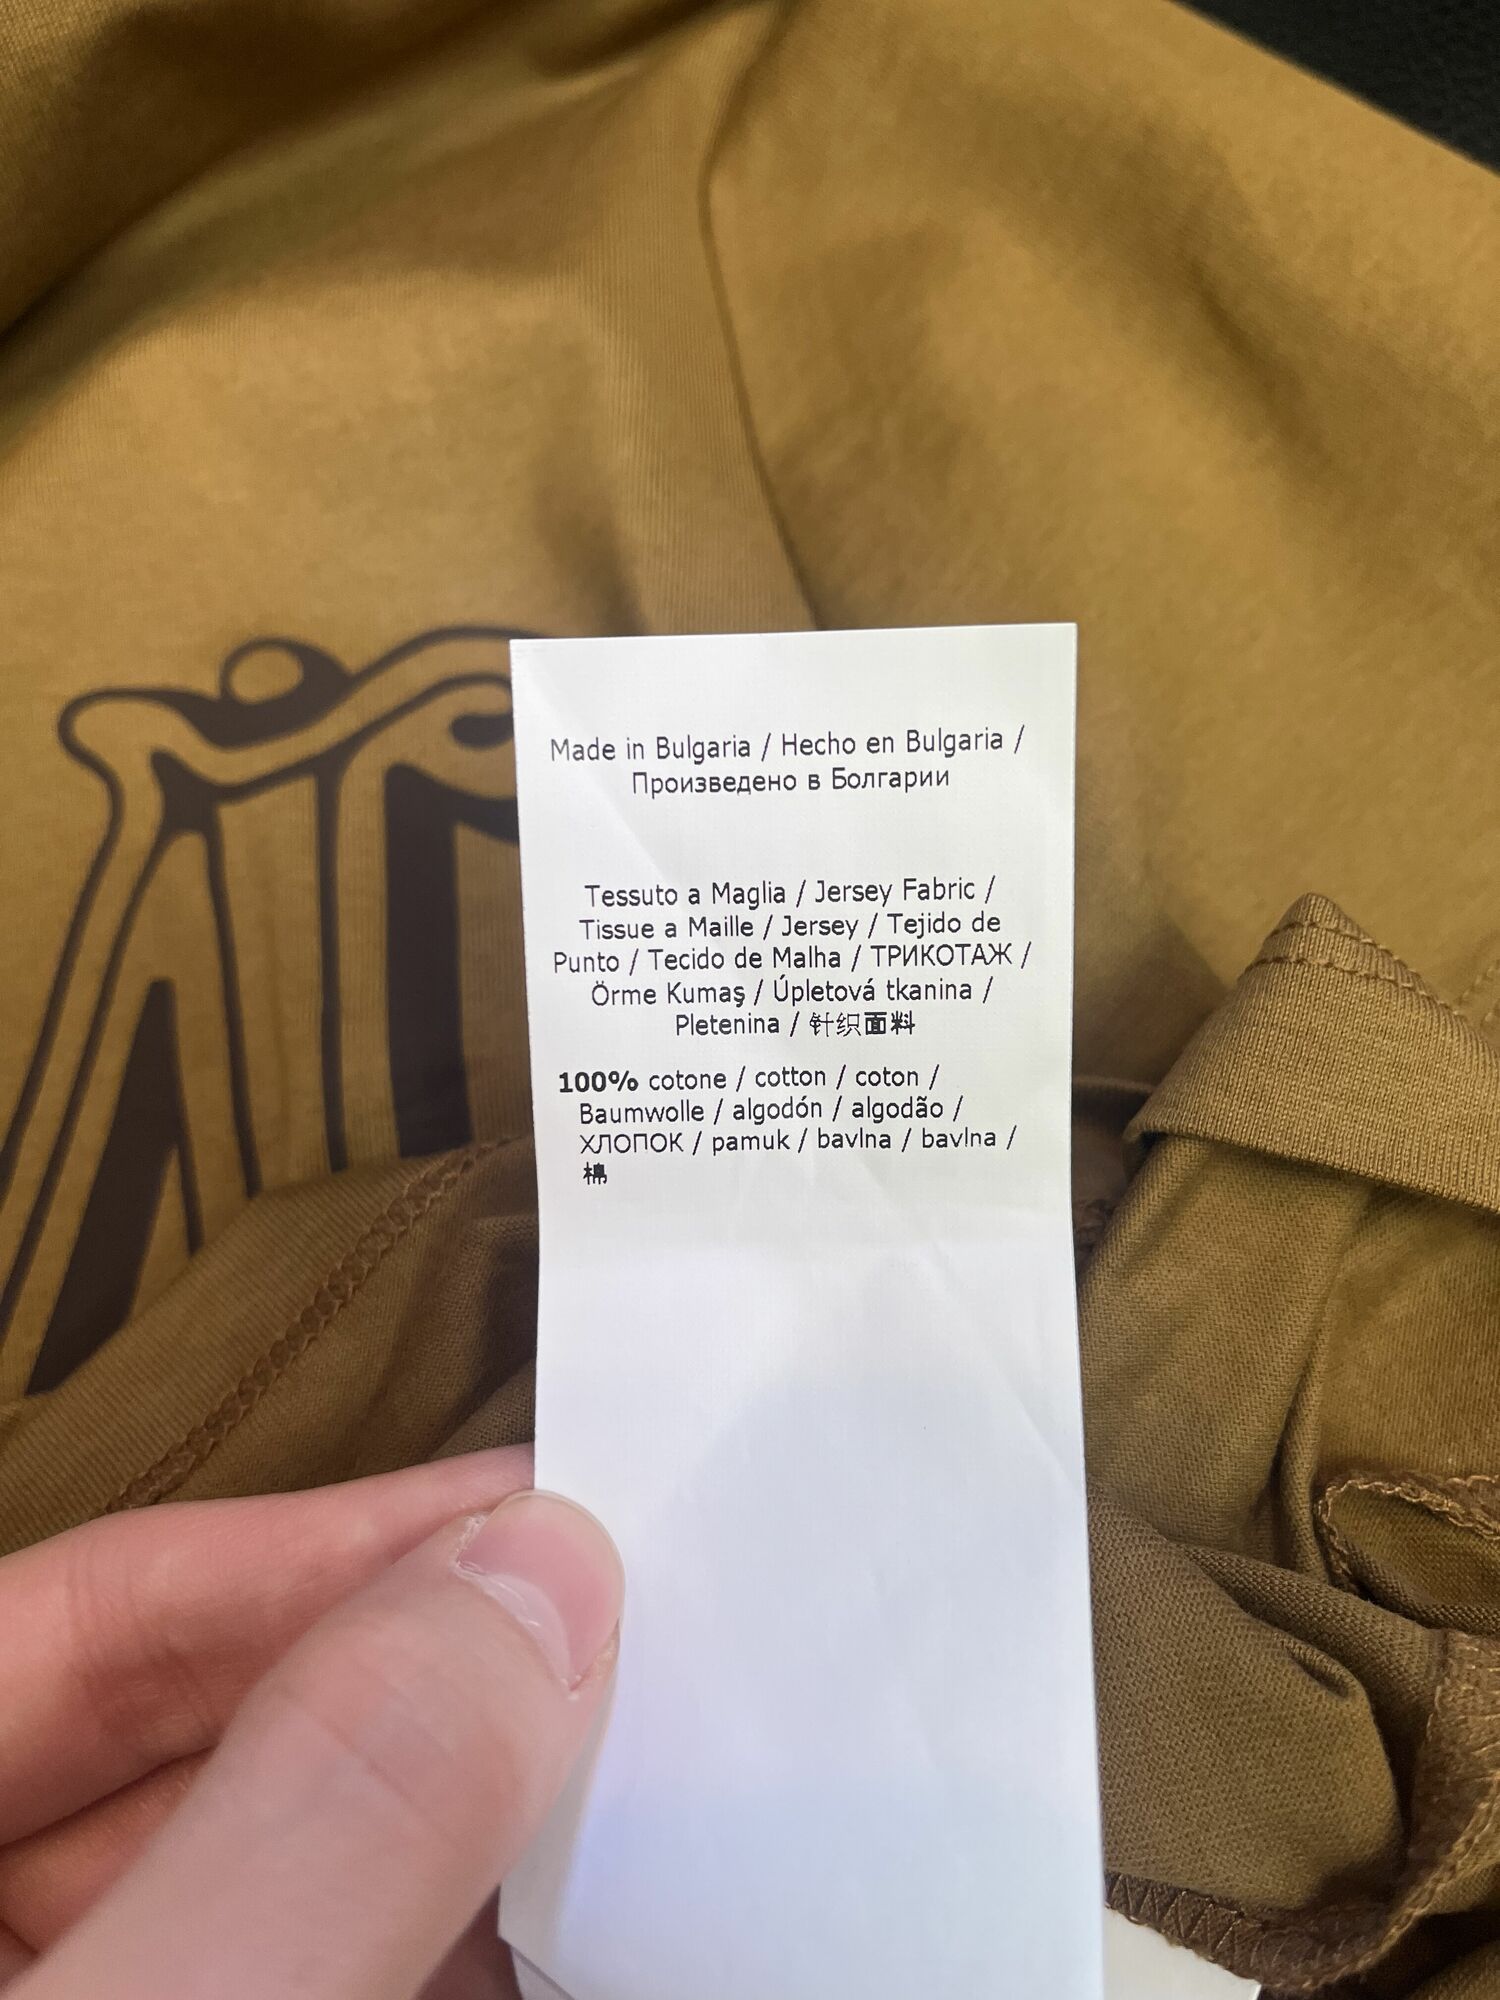 Made in Bulgaria / Hecho en Bulgaria /
Произведено в Болгарии
Tessuto a Maglia / Jersey Fabric /
Tissue a Maille / Jersey / Tejido de
Punto / Tecido de Malha / ТРИКОТАЖ /
Örme Kumaş / Úpletová tkanina /
Pletenina / 针织面料
100% cotone / cotton / coton /
Baumwolle / algodón / algodão /
ХЛОПОК / pamuk / bavlna / bavlna /
棉